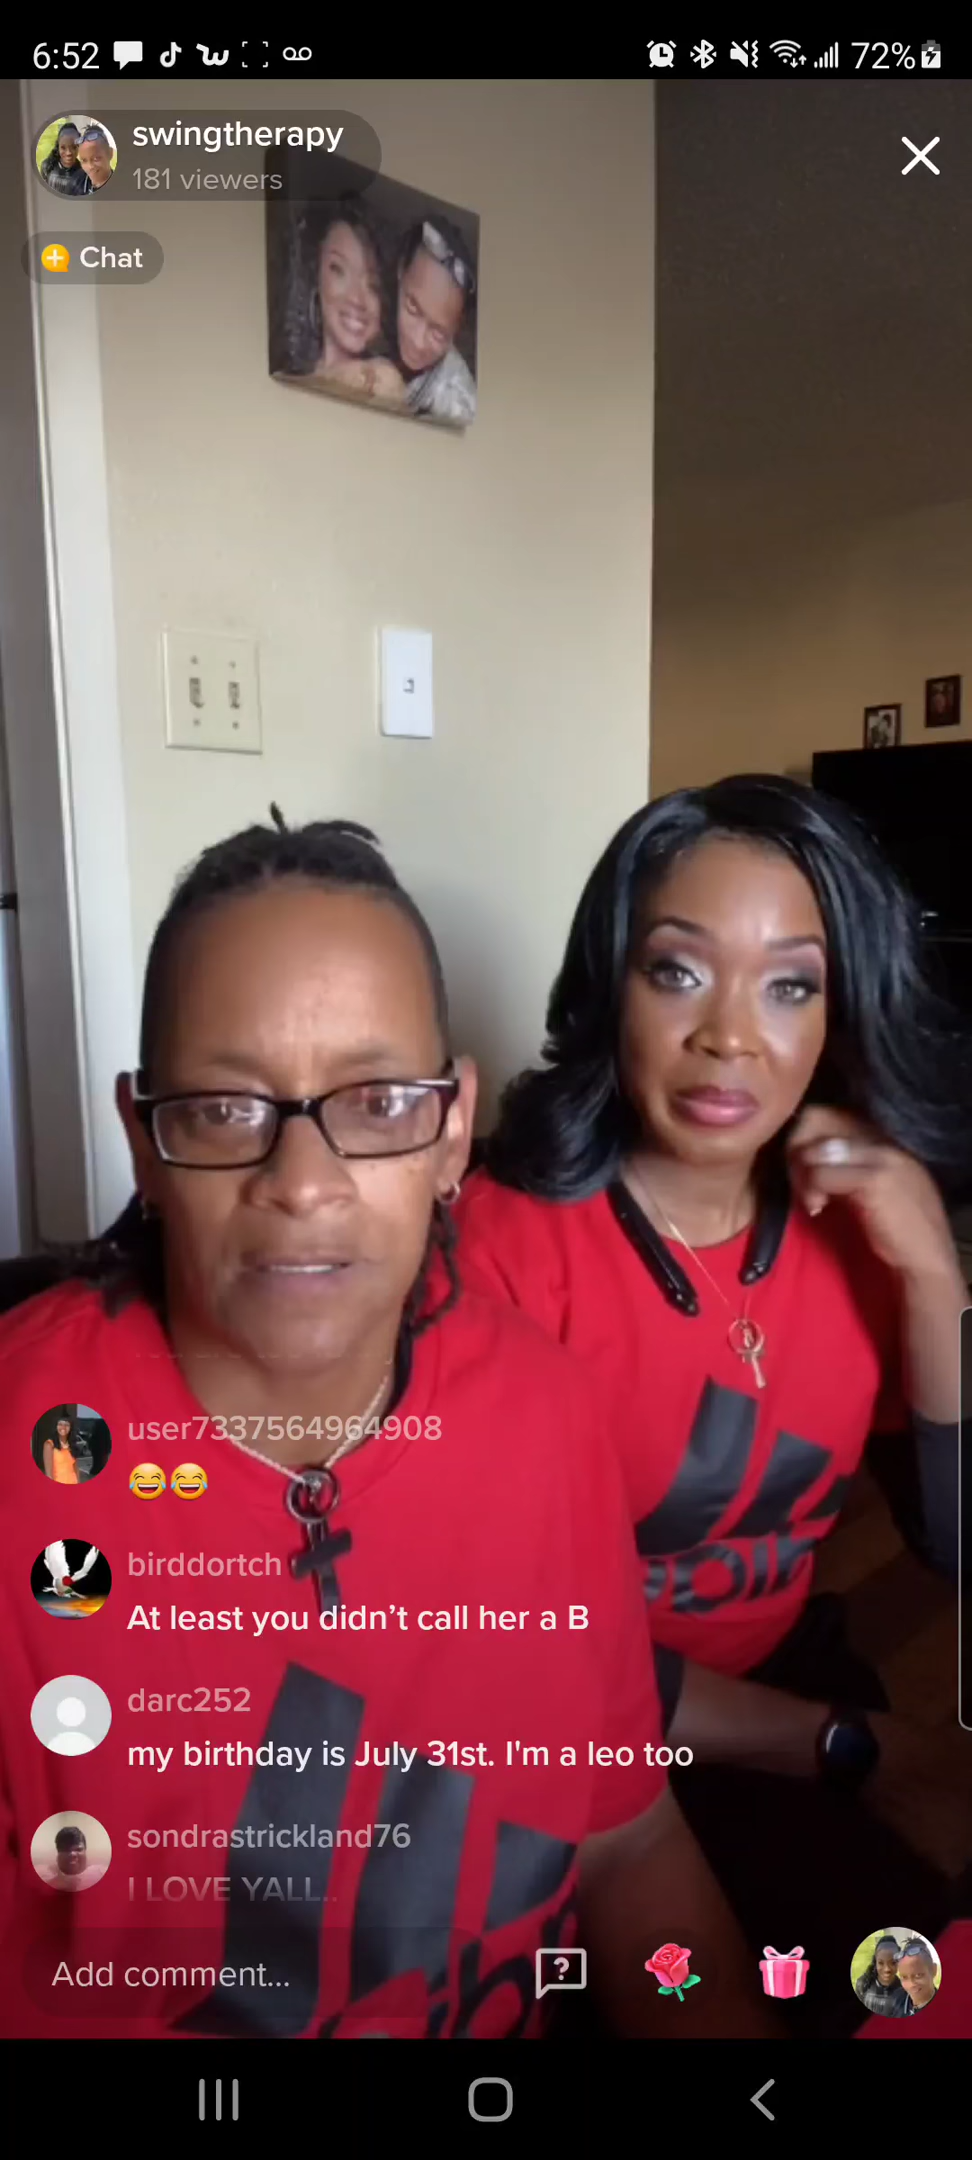 6:52
72%
swingtherapy
181 viewers
Chat
user7337564964908
😂😂
birddortch
At least you didn’t call her a B
darc252
my birthday is July 31st. I'm a leo too
sondrastrickland76
I LOVE YALL..
Add comment...